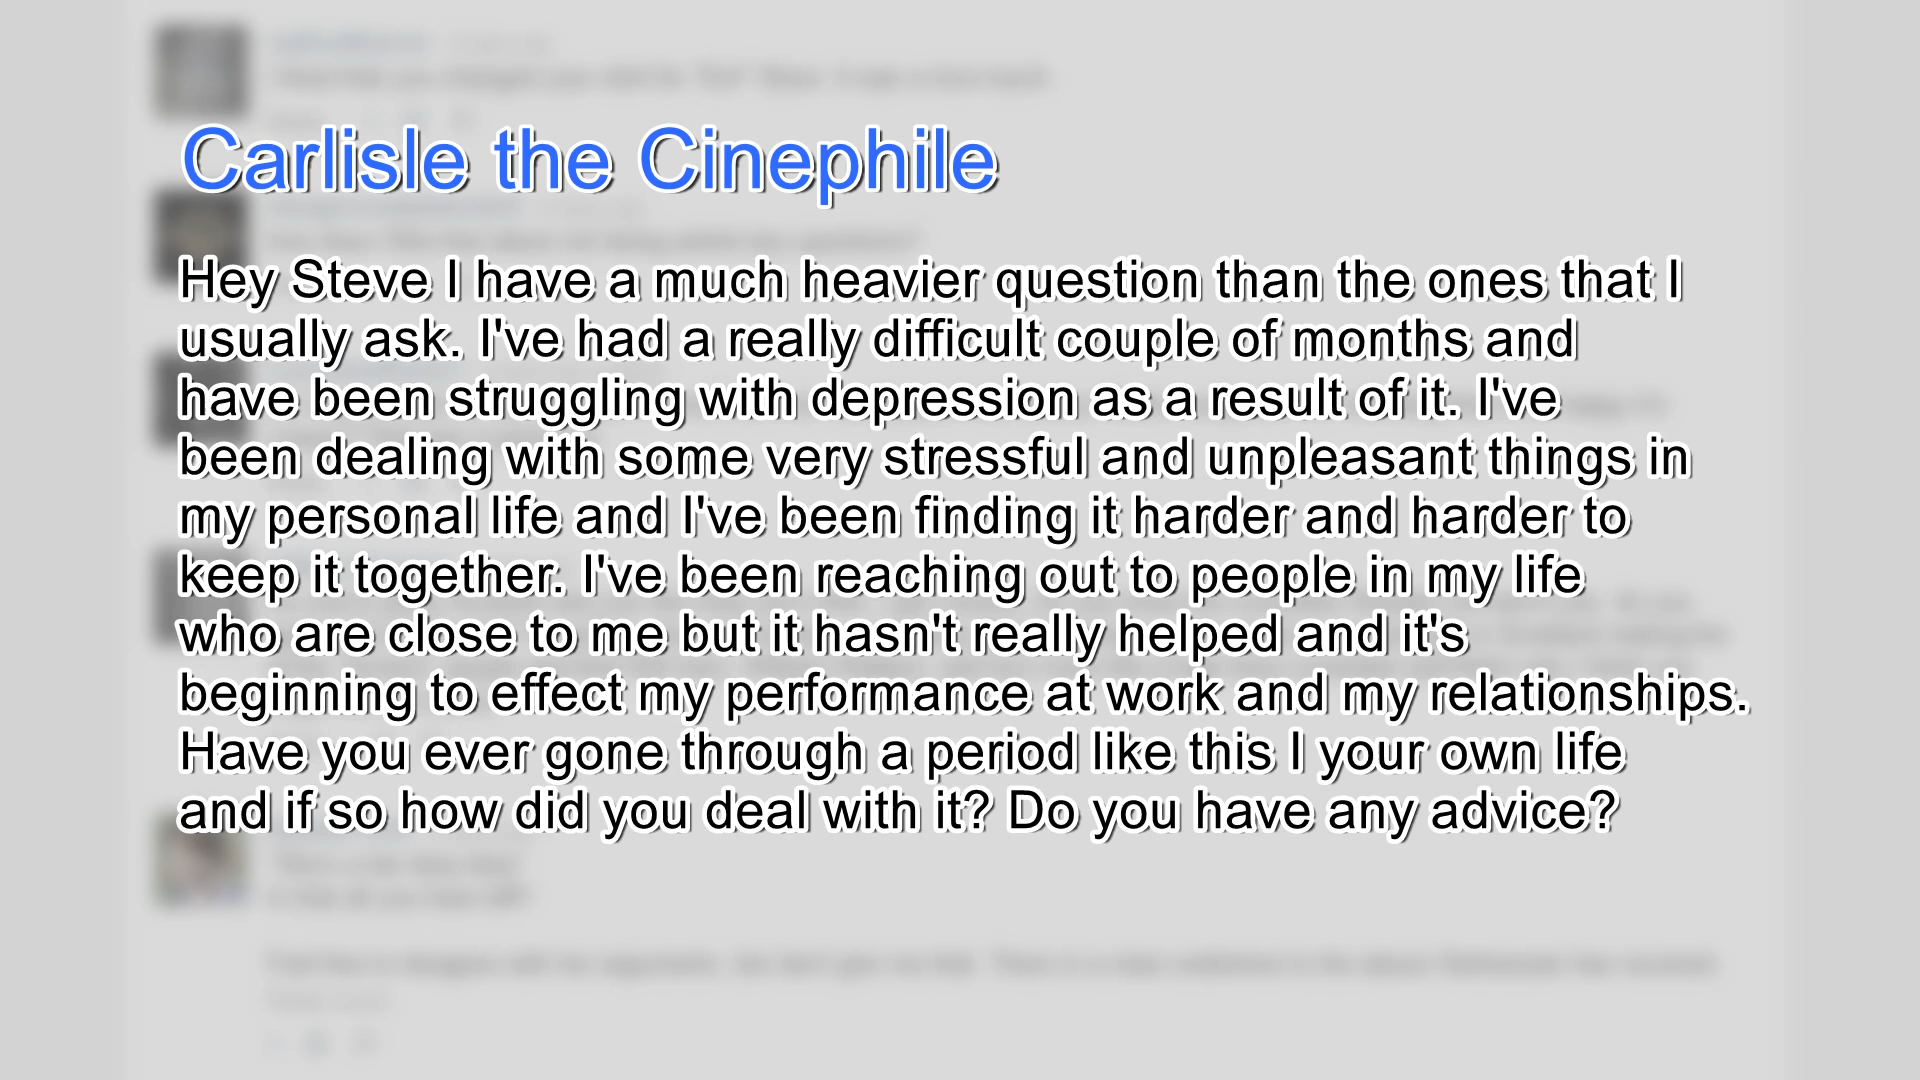 Carlisle the Cinephile
Hey Steve I have a much heavier question than the ones that I
usually ask. I've had a really difficult couple of months and
have been struggling with depression as a result of it. I've
been dealing with some very stressful and unpleasant things in
my personal life and I've been finding it harder and harder to
keep it together. I've been reaching out to people in my life
who are close to me but it hasn't really helped and it's
beginning to effect my performance at work and my relationships.
Have you ever gone through a period like this I your own life
and if so how did you deal with it? Do you have any advice?